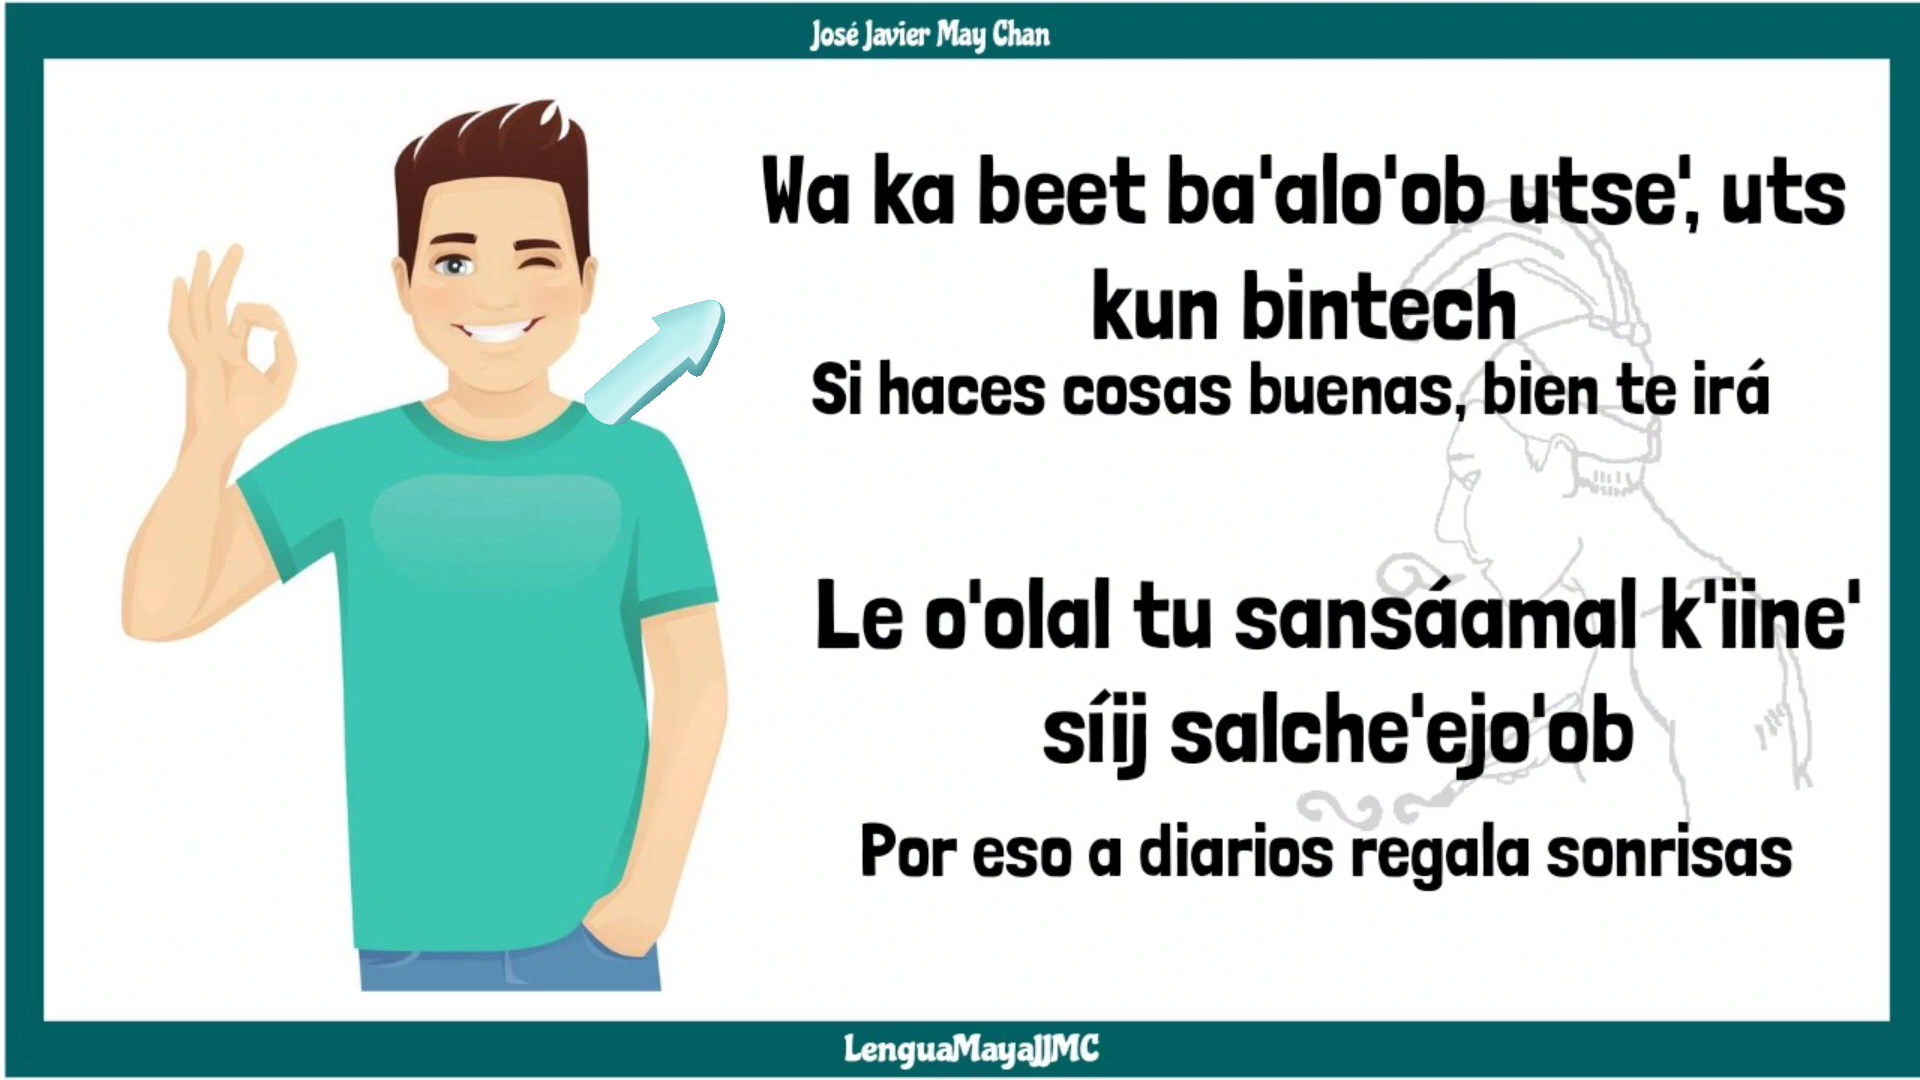 José Javier May Chan
Wa ka beet ba'alo'ob utse', uts
kun bintech
Si haces cosas buenas, bien te irá
Le o'olal tu sansáamal k'iine'
síij salche'ejo'ob
Por eso a diarios regala sonrisas
LenguaMayaJJMC